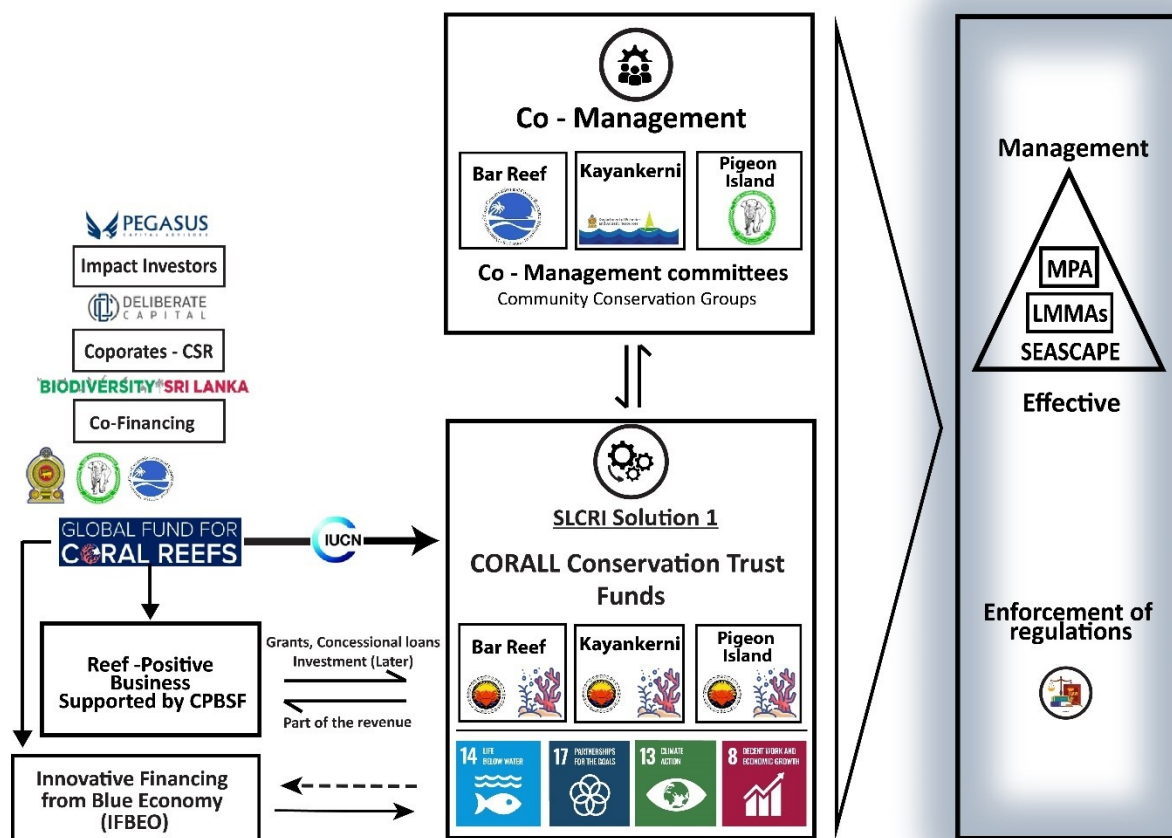 PEGASUS
CAPITAL ADVISORS
Impact Investors
DELIBERATE
CAPITAL
Coporates - CSR
BIODIVERSITY SRI LANKA
Co-Financing
GLOBAL FUND FOR
CORAL REEFS
IUCN
Reef -Positive
Business
Supported by CPBSF
Grants, Concessional loans
Investment (Later)
Part of the revenue
Innovative Financing
from Blue Economy
(IFBEO)
Co - Management
Bar Reef
Kayankerni
Pigeon
Island
Co - Management committees
Community Conservation Groups
SLCRI Solution 1
CORALL Conservation Trust
Funds
Bar Reef
Kayankerni
Pigeon
Island
14 LIFE
BELOW WATER
17 PARTNERSHIPS
FOR THE GOALS
13 CLIMATE
ACTION
8 DECENT WORK AND
ECONOMIC GROWTH
Management
MPA
LMMAs
SEASCAPE
Effective
Enforcement of
regulations